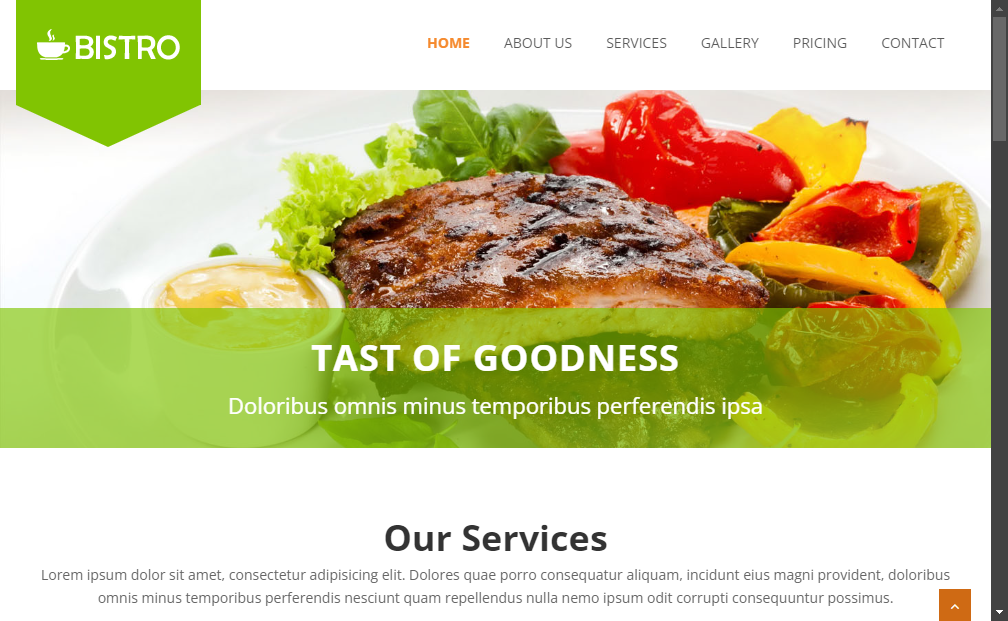 BISTRO
HOME ABOUT US SERVICES GALLERY PRICING CONTACT
TAST OF GOODNESS
Doloribus omnis minus temporibus perferendis ipsa
Our Services
Lorem ipsum dolor sit amet, consectetur adipisicing elit. Dolores quae porro consequatur aliquam, incidunt eius magni provident, doloribus
omnis minus temporibus perferendis nesciunt quam repellendus nulla nemo ipsum odit corrupti consequuntur possimus.